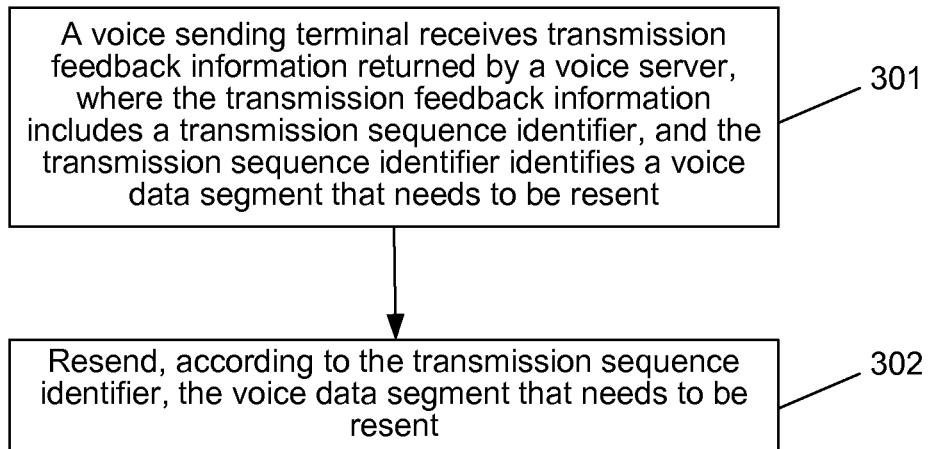 A voice sending terminal receives transmission
feedback information returned by a voice server,
where the transmission feedback information
includes a transmission sequence identifier, and the
transmission sequence identifier identifies a voice
data segment that needs to be resent
301
Resend, according to the transmission sequence
identifier, the voice data segment that needs to be
resent
302